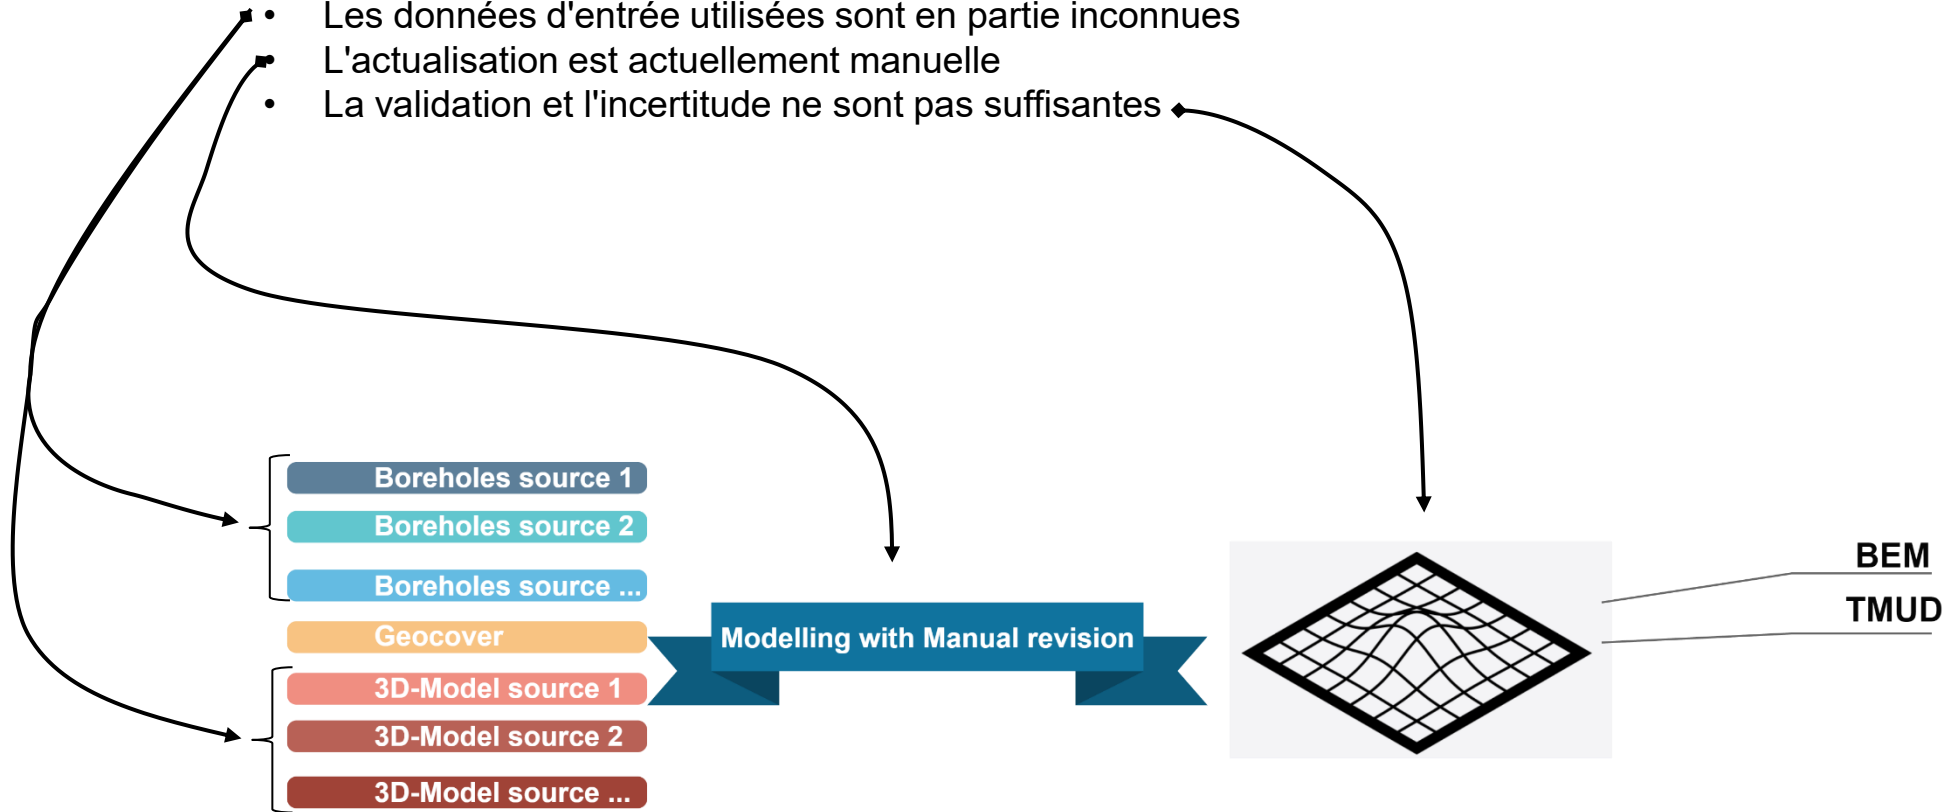 • Les données d'entrée utilisées sont en partie inconnues
• L'actualisation est actuellement manuelle
• La validation et l'incertitude ne sont pas suffisantes
Boreholes source 1
Boreholes source 2
Boreholes source ...
Geocover
3D-Model source 1
3D-Model source 2
3D-Model source ...
Modelling with Manual revision
BEM
TMUD